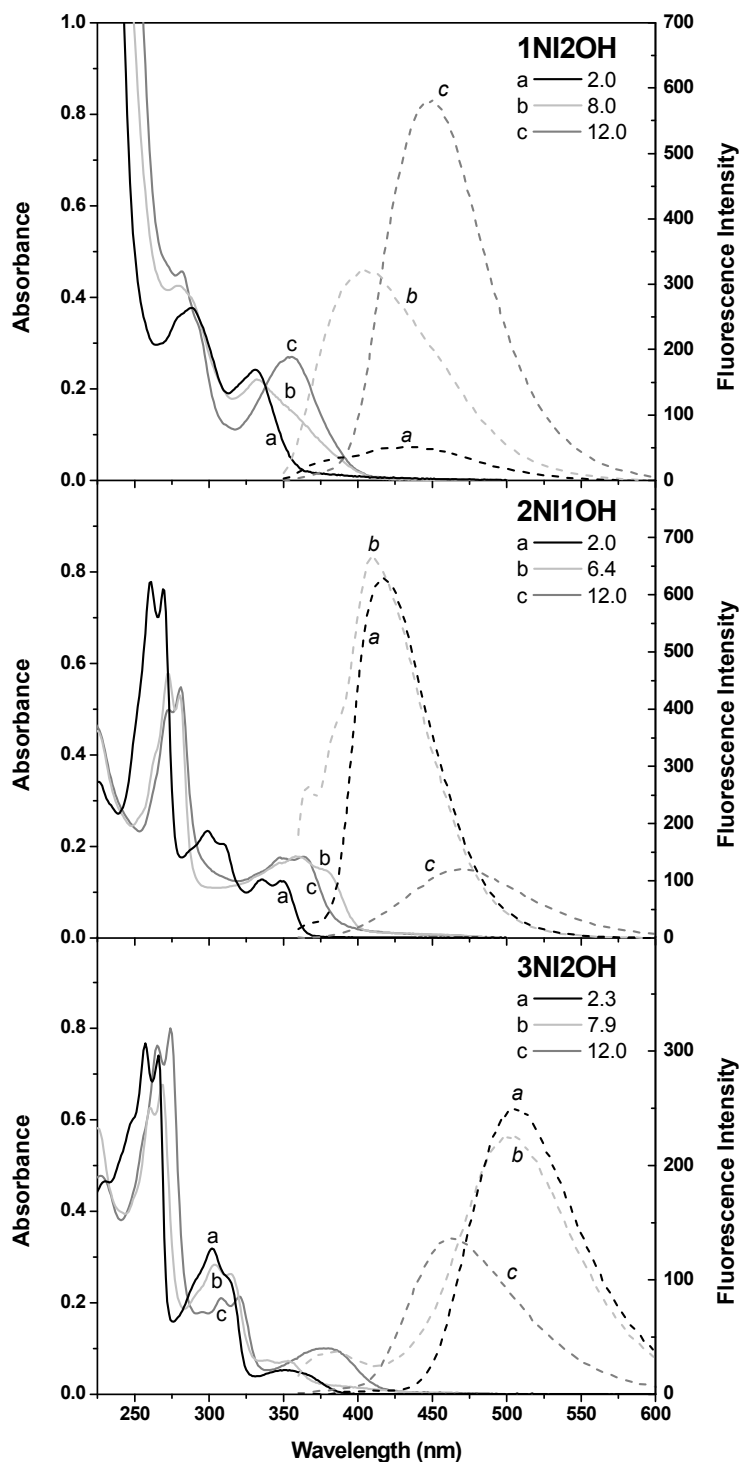 1.0
0.8
0.6
0.4
0.2
0.0
Absorbance
1NI2OH
a 2.0
b 8.0
c 12.0
c
b
a
c
b
a
700
600
500
400
300
200
100
0
Fluorescence Intensity
0.8
0.6
0.4
0.2
0.0
Absorbance
2NI1OH
a 2.0
b 6.4
c 12.0
b
a
c
b
c
a
700
600
500
400
300
200
100
0
Fluorescence Intensity
0.8
0.6
0.4
0.2
0.0
Absorbance
3NI2OH
a 2.3
b 7.9
c 12.0
a
b
c
a
b
c
300
200
100
0
Fluorescence Intensity
250 300 350 400 450 500 550 600
Wavelength (nm)